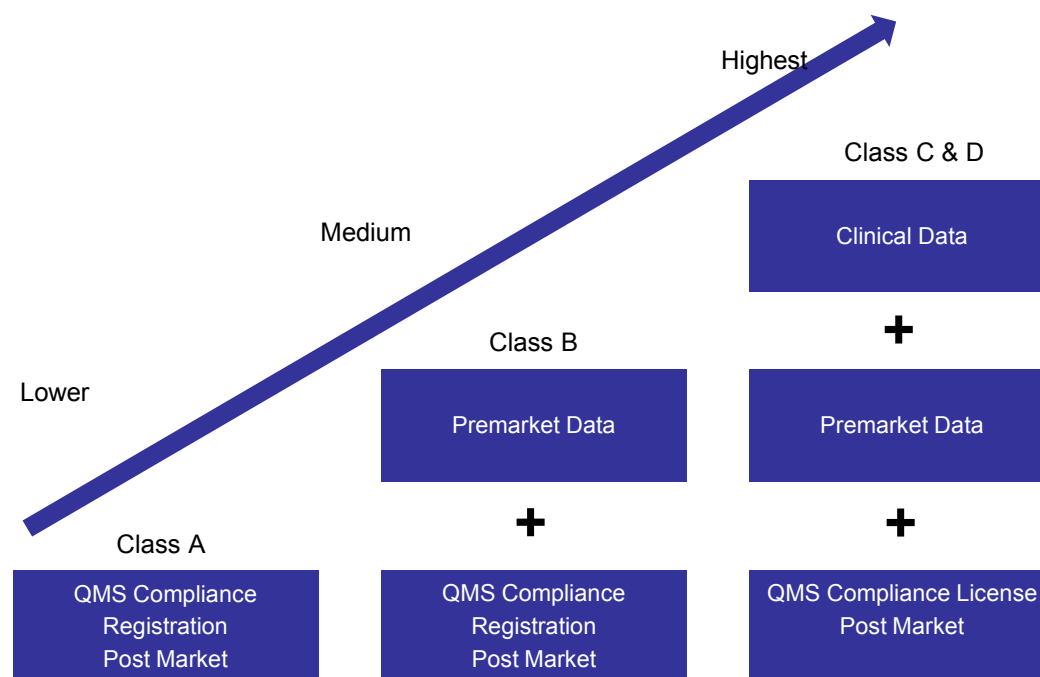 Highest
Class C & D
Clinical Data
Medium
+
Class B
Lower
Premarket Data
Premarket Data
+
+
Class A
QMS Compliance
Registration
Post Market
QMS Compliance
Registration
Post Market
QMS Compliance License
Post Market